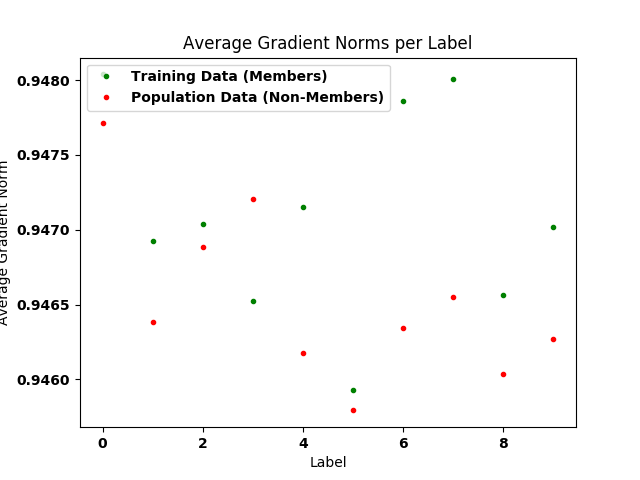 Average Gradient Norms per Label
Training Data (Members)
Population Data (Non-Members)
0.9480
0.9475
0.9470
0.9465
0.9460
Average Gradient Norm
0
2
4
6
8
Label